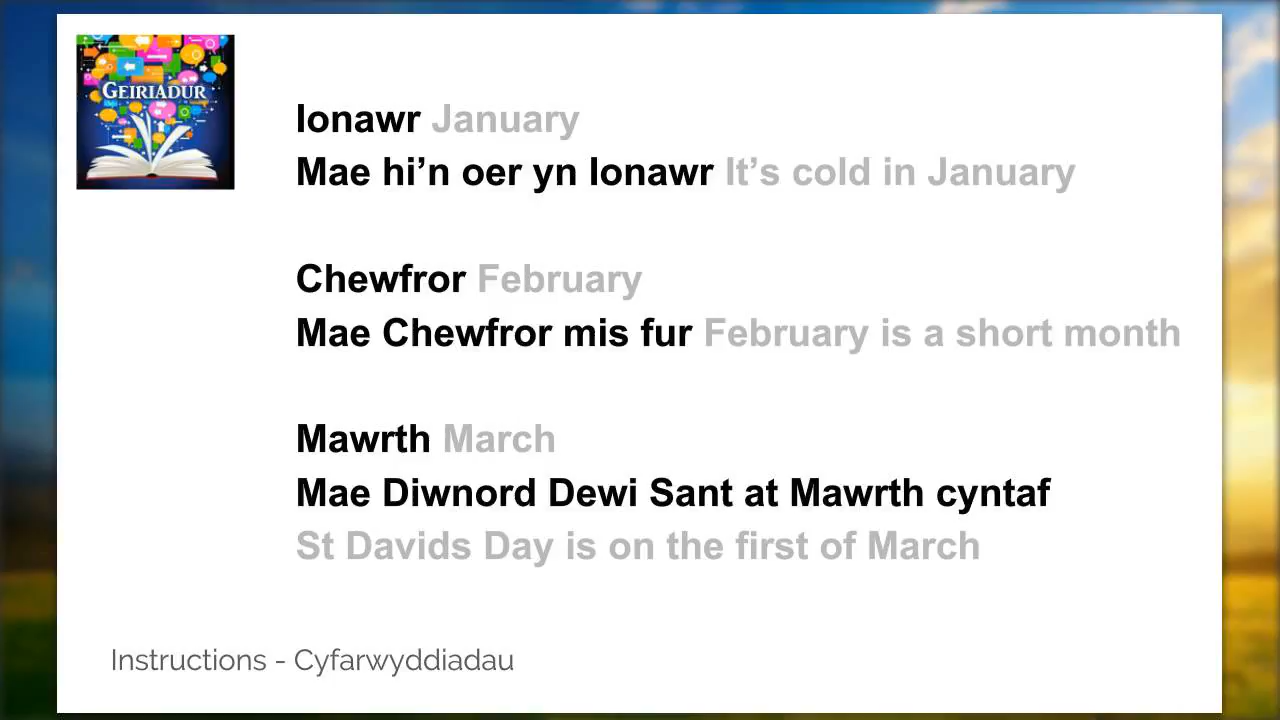 GEIRIADUR
Ionawr January
Mae hi’n oer yn Ionawr It’s cold in January
Chewfror February
Mae Chewfror mis fur February is a short month
Mawrth March
Mae Diwnord Dewi Sant at Mawrth cyntaf
St Davids Day is on the first of March
Instructions - Cyfarwyddiadau